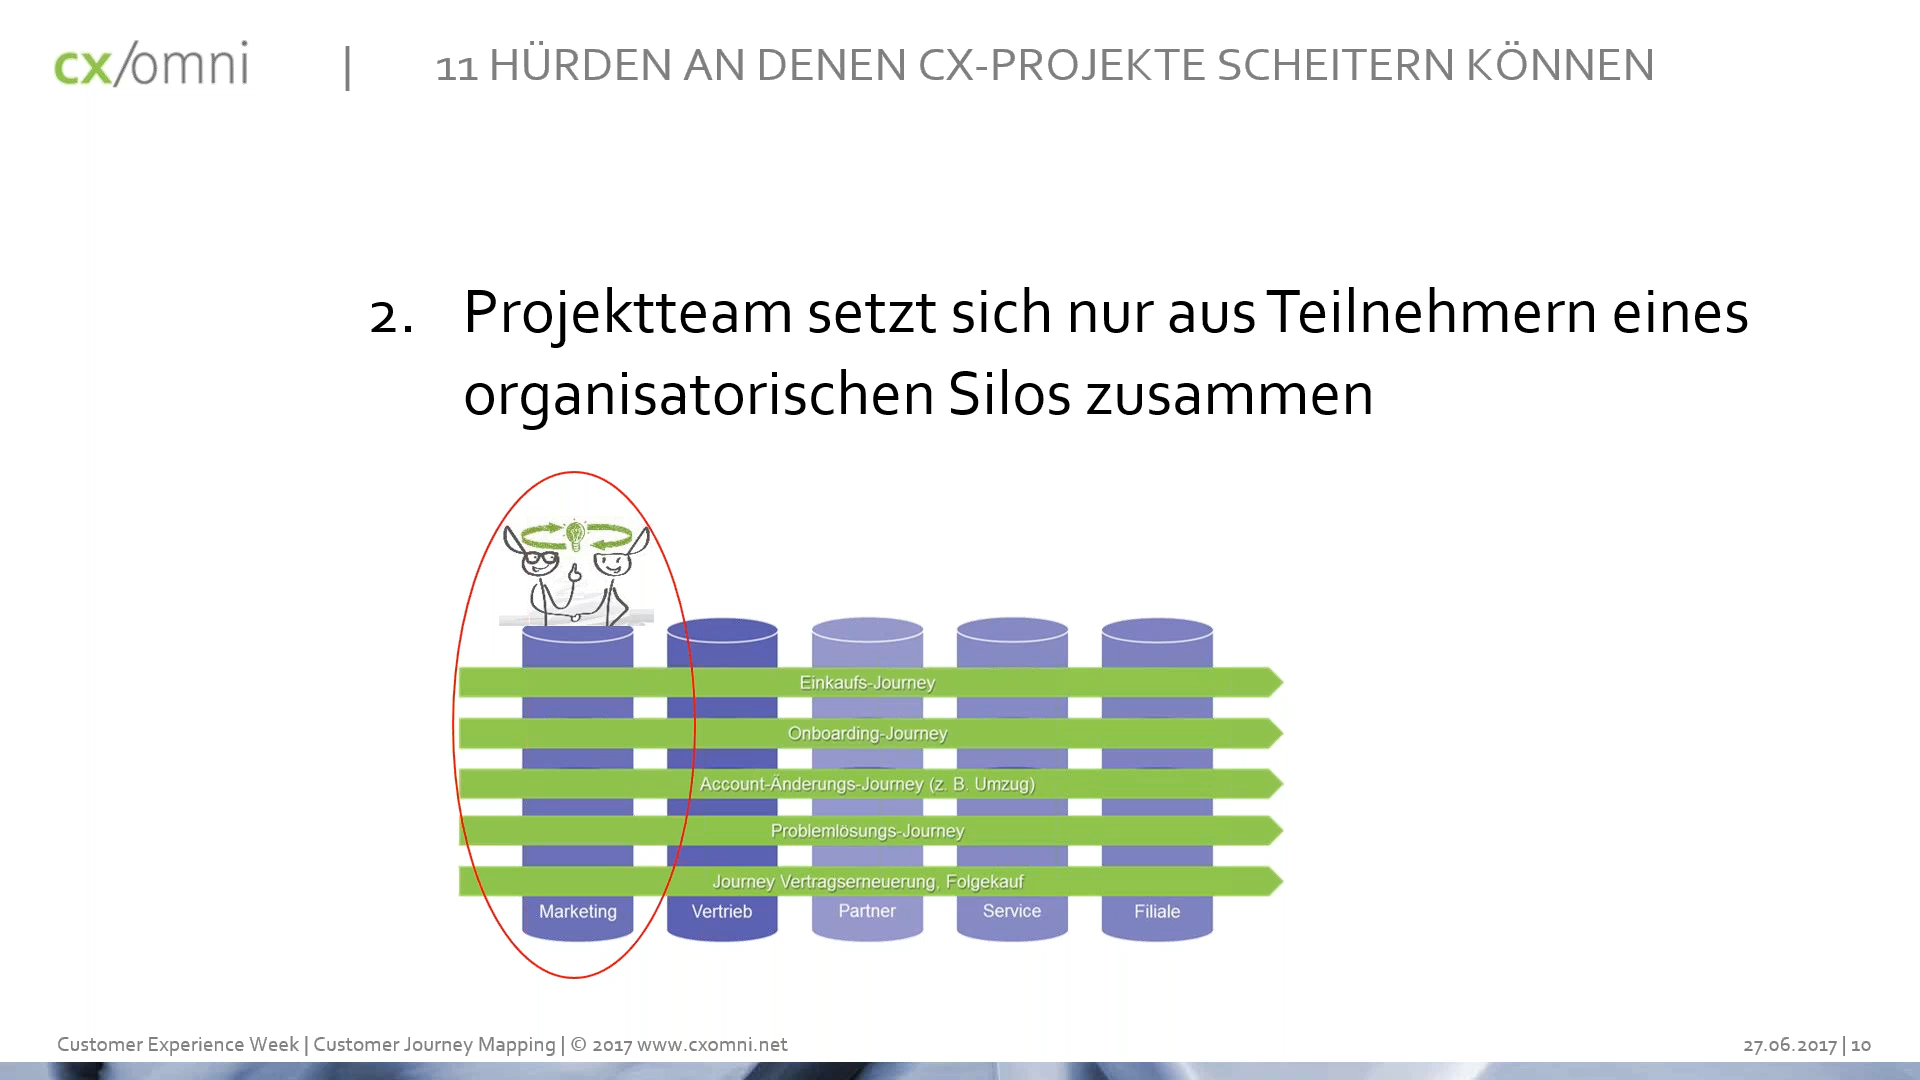 cx/omni | 11 HÜRDEN AN DENEN CX-PROJEKTE SCHEITERN KÖNNEN
2. Projektteam setzt sich nur aus Teilnehmern eines
organisatorischen Silos zusammen
Einkaufs-Journey
Onboarding-Journey
Account-Änderungs-Journey (z. B. Umzug)
Problemlösungs-Journey
Journey Vertragserneuerung, Folgekauf
Marketing Vertrieb Partner Service Filiale
Customer Experience Week | Customer Journey Mapping | © 2017 www.cxomni.net 27.06.2017 | 10